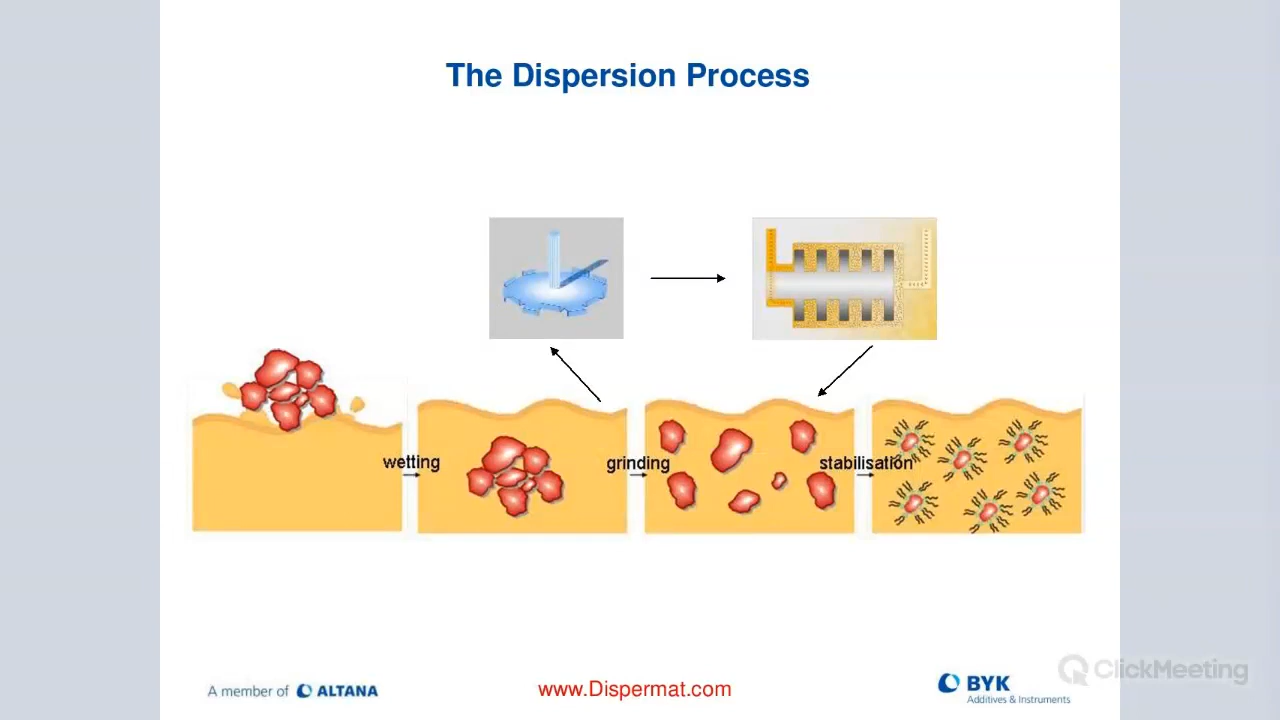 The Dispersion Process
wetting
grinding
stabilisation
A member of ALTANA
www.Dispermat.com
BYK
Additives & Instruments
ClickMeeting